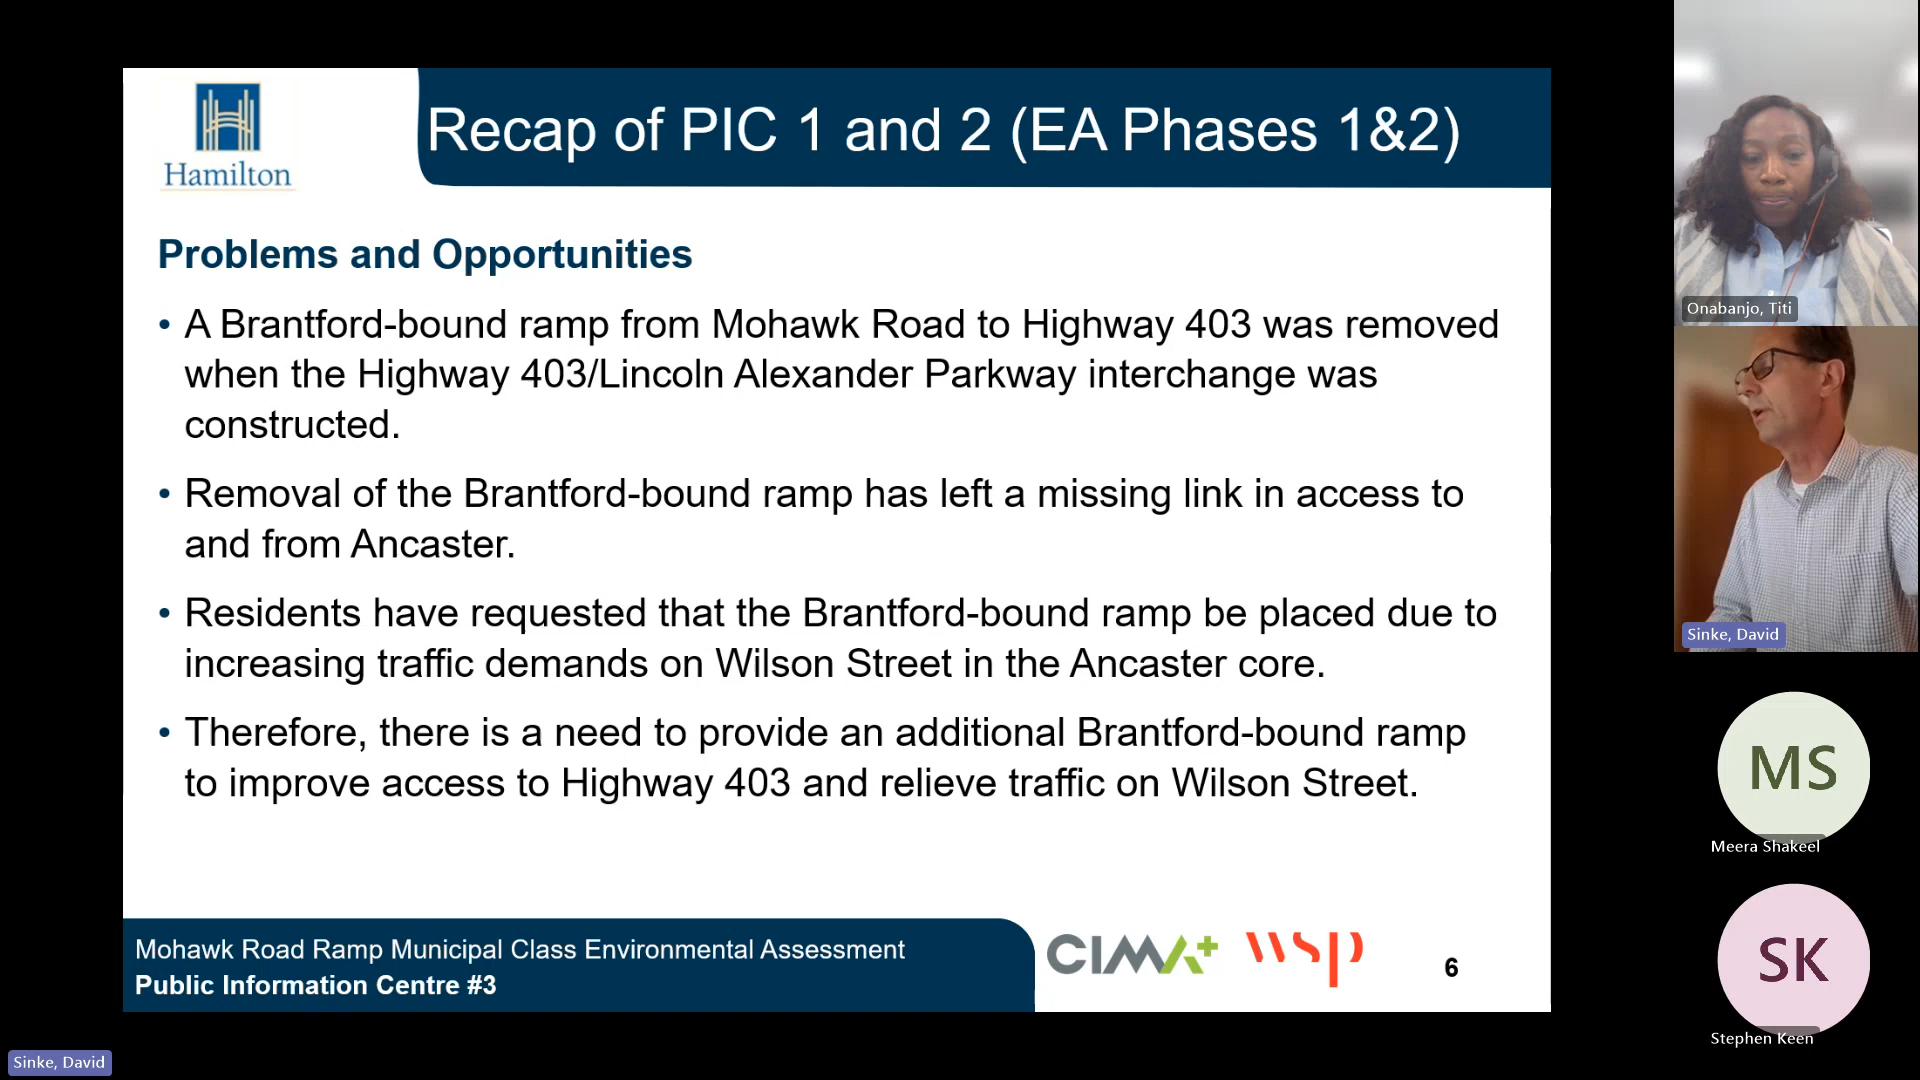 Hamilton
Recap of PIC 1 and 2 (EA Phases 1&2)
Problems and Opportunities
• A Brantford-bound ramp from Mohawk Road to Highway 403 was removed
when the Highway 403/Lincoln Alexander Parkway interchange was
constructed.
• Removal of the Brantford-bound ramp has left a missing link in access to
and from Ancaster.
• Residents have requested that the Brantford-bound ramp be placed due to
increasing traffic demands on Wilson Street in the Ancaster core.
• Therefore, there is a need to provide an additional Brantford-bound ramp
to improve access to Highway 403 and relieve traffic on Wilson Street.
Mohawk Road Ramp Municipal Class Environmental Assessment
Public Information Centre #3
CIMA+
wsp
6
Onabanjo, Titi
Sinke, David
MS
Meera Shakeel
SK
Stephen Keen
Sinke, David